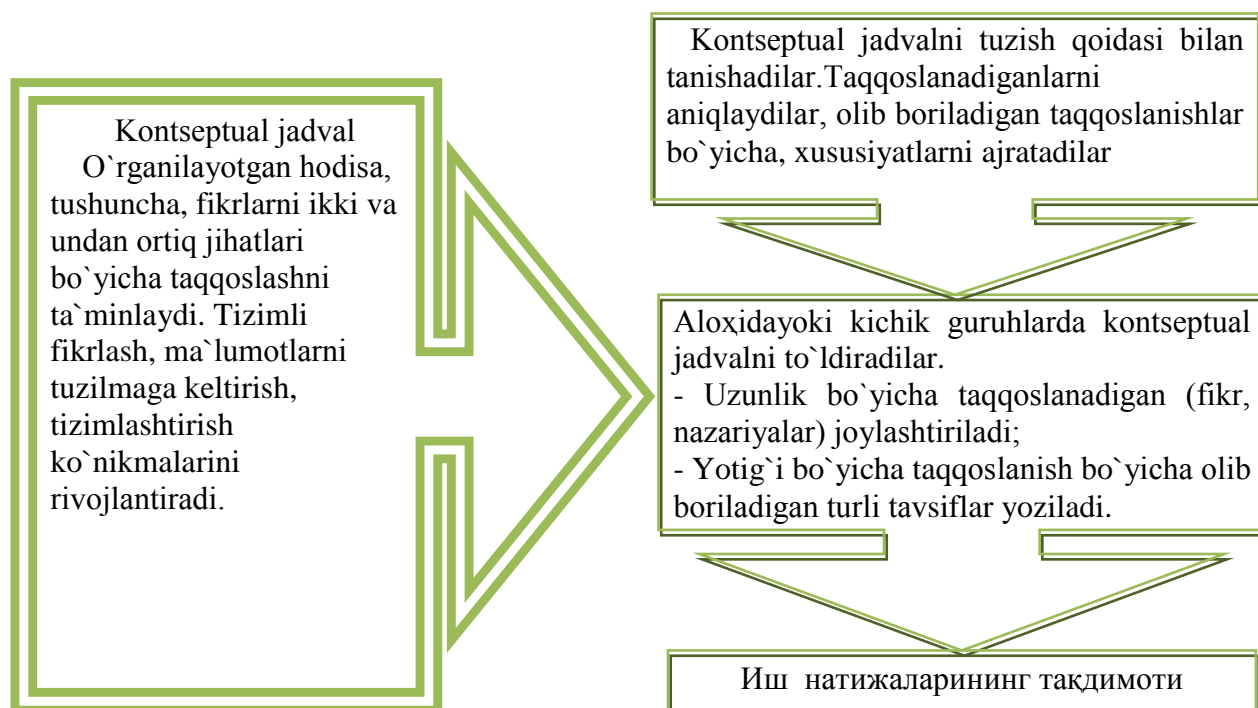 Kontseptual jadval
O`rganilayotgan hodisa,
tushuncha, fikrlarni ikki va
undan ortiq jihatlari
bo`yicha taqqoslashni
ta`minlaydi. Tizimli
fikrlash, ma`lumotlarni
tuzilmaga keltirish,
tizimlashtirish
ko`nikmalarini
rivojlantiradi.
Kontseptual jadvalni tuzish qoidasi bilan
tanishadilar.Taqqoslanadiganlarni
aniqlaydilar, olib boriladigan taqqoslanishlar
bo`yicha, xususiyatlarni ajratadilar
Aloҳidayoki kichik guruhlarda kontseptual
jadvalni to`ldiradilar.
- Uzunlik bo`yicha taqqoslanadigan (fikr,
nazariyalar) joylashtiriladi;
- Yotig`i bo`yicha taqqoslanish bo`yicha olib
boriladigan turli tavsiflar yoziladi.
Иш натижаларининг тақдимоти